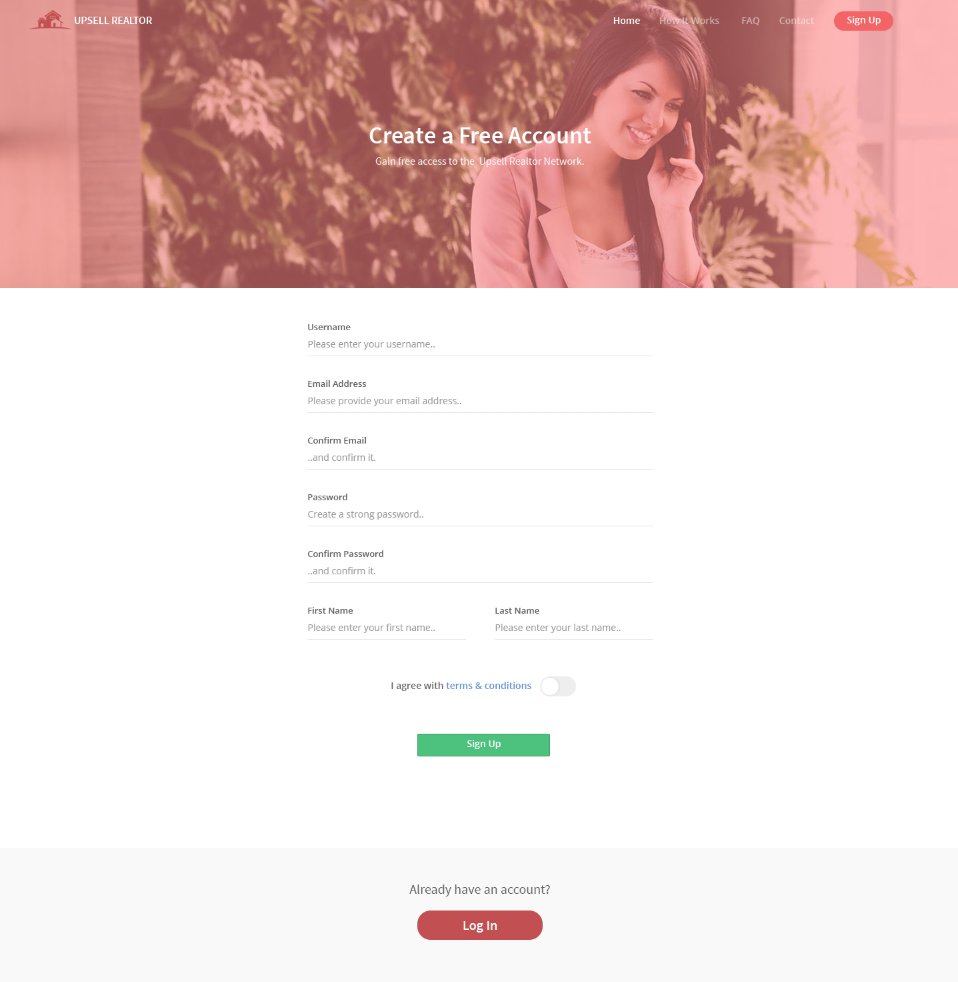 UPSELL REALTOR
Home How It Works FAQ Contact Sign Up
Create a Free Account
Gain free access to the Upsell Realtor Network.
Username
Please enter your username..
Email Address
Please provide your email address..
Confirm Email
..and confirm it.
Password
Create a strong password..
Confirm Password
..and confirm it.
First Name Last Name
Please enter your first name.. Please enter your last name..
I agree with terms & conditions
Sign Up
Already have an account?
Log In